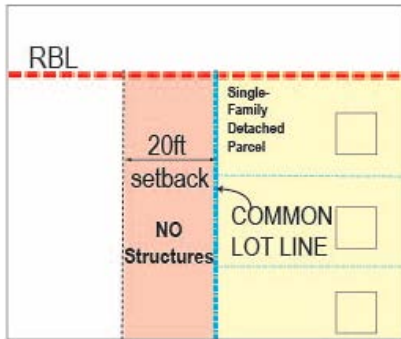 RBL
Single-
Family
Detached
Parcel
20ft
setback
NO
Structures
COMMON
LOT LINE